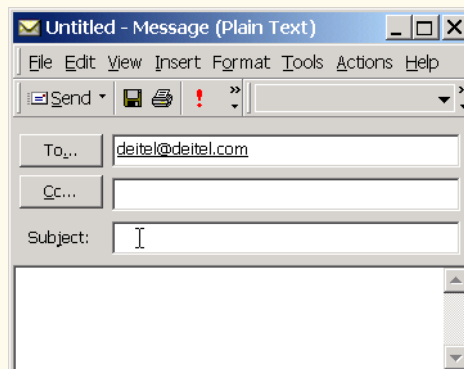 Untitled - Message (Plain Text)
File Edit View Insert Format Tools Actions Help
Send
To... deitel@deitel.com
Cc...
Subject: